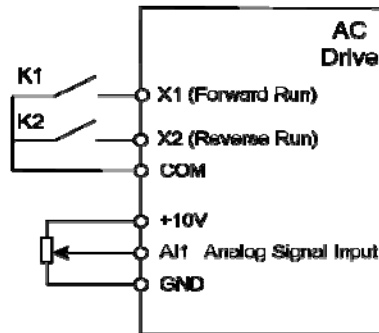 AC
Drive
K1
X1 (Forward Run)
K2
X2 (Reverse Run)
COM
+10V
AI1 Analog Signal Input
GND